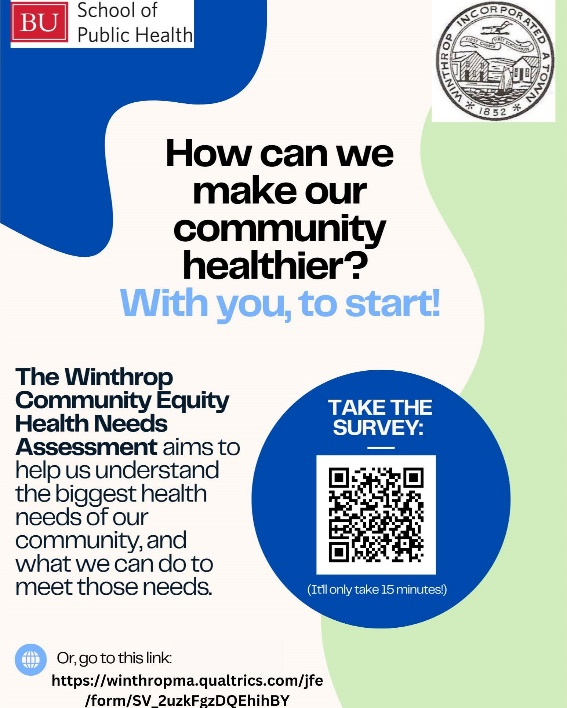 BU
School of
Public Health
WINTHROP INCORPORATED A TOWN
1852
How can we
make our
community
healthier?
With you, to start!
The Winthrop
Community Equity
Health Needs
Assessment aims to
help us understand
the biggest health
needs of our
community, and
what we can do to
meet those needs.
TAKE THE
SURVEY:
(It'll only take 15 minutes!)
Or, go to this link:
https://winthropma.qualtrics.com/jfe
/form/SV_2uzkFgzDQEhihBY